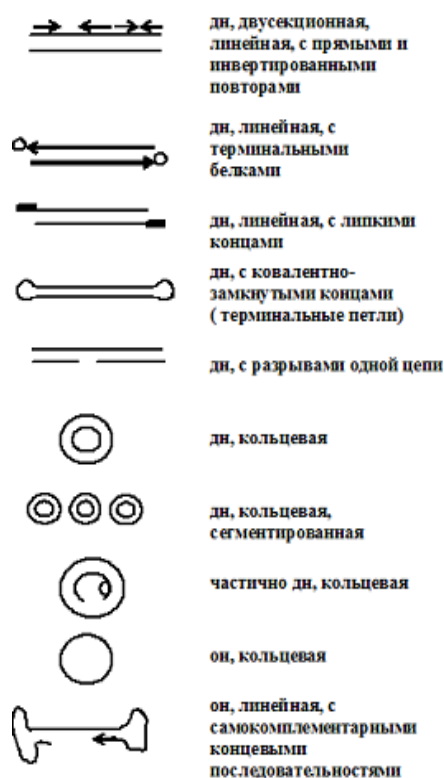 дн, двусекционная,
линейная, с прямыми и
инвертированными
повторами
дн, линейная, с
терминальными
белками
дн, линейная, с липкими
концами
дн, с ковалентно-
замкнутыми концами
( терминальные петли)
дн, с разрывами одной цепи
дн, кольцевая
дн, кольцевая,
сегментированная
частично дн, кольцевая
он, кольцевая
он, линейная, с
самокомплементарными
концевыми
последовательностями